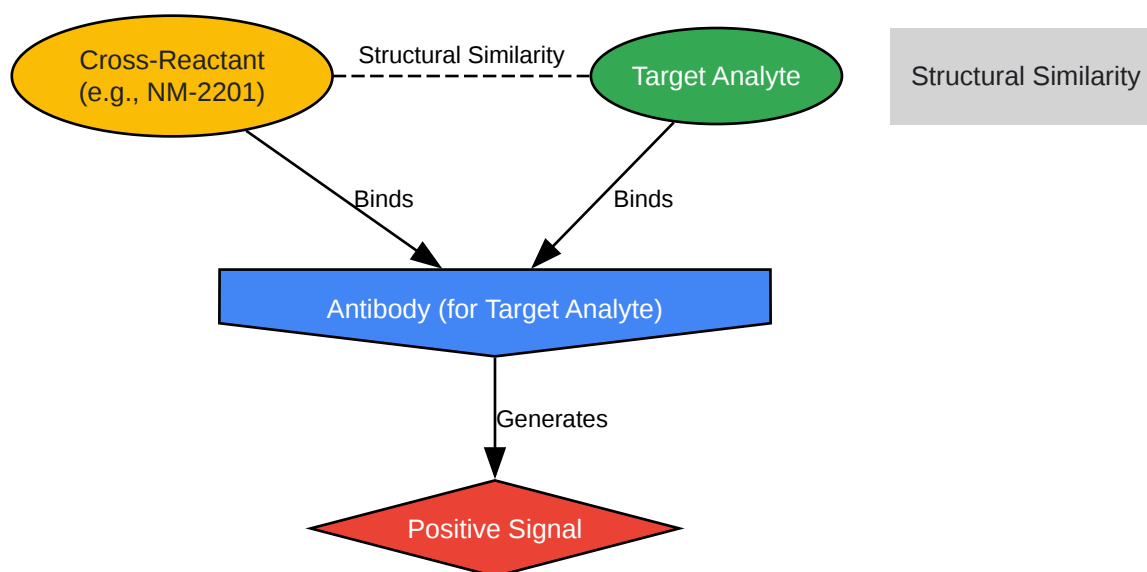 Cross-Reactant
(e.g., NM-2201)
Structural Similarity
Target Analyte
Structural Similarity
Binds
Binds
Antibody (for Target Analyte)
Generates
Positive Signal